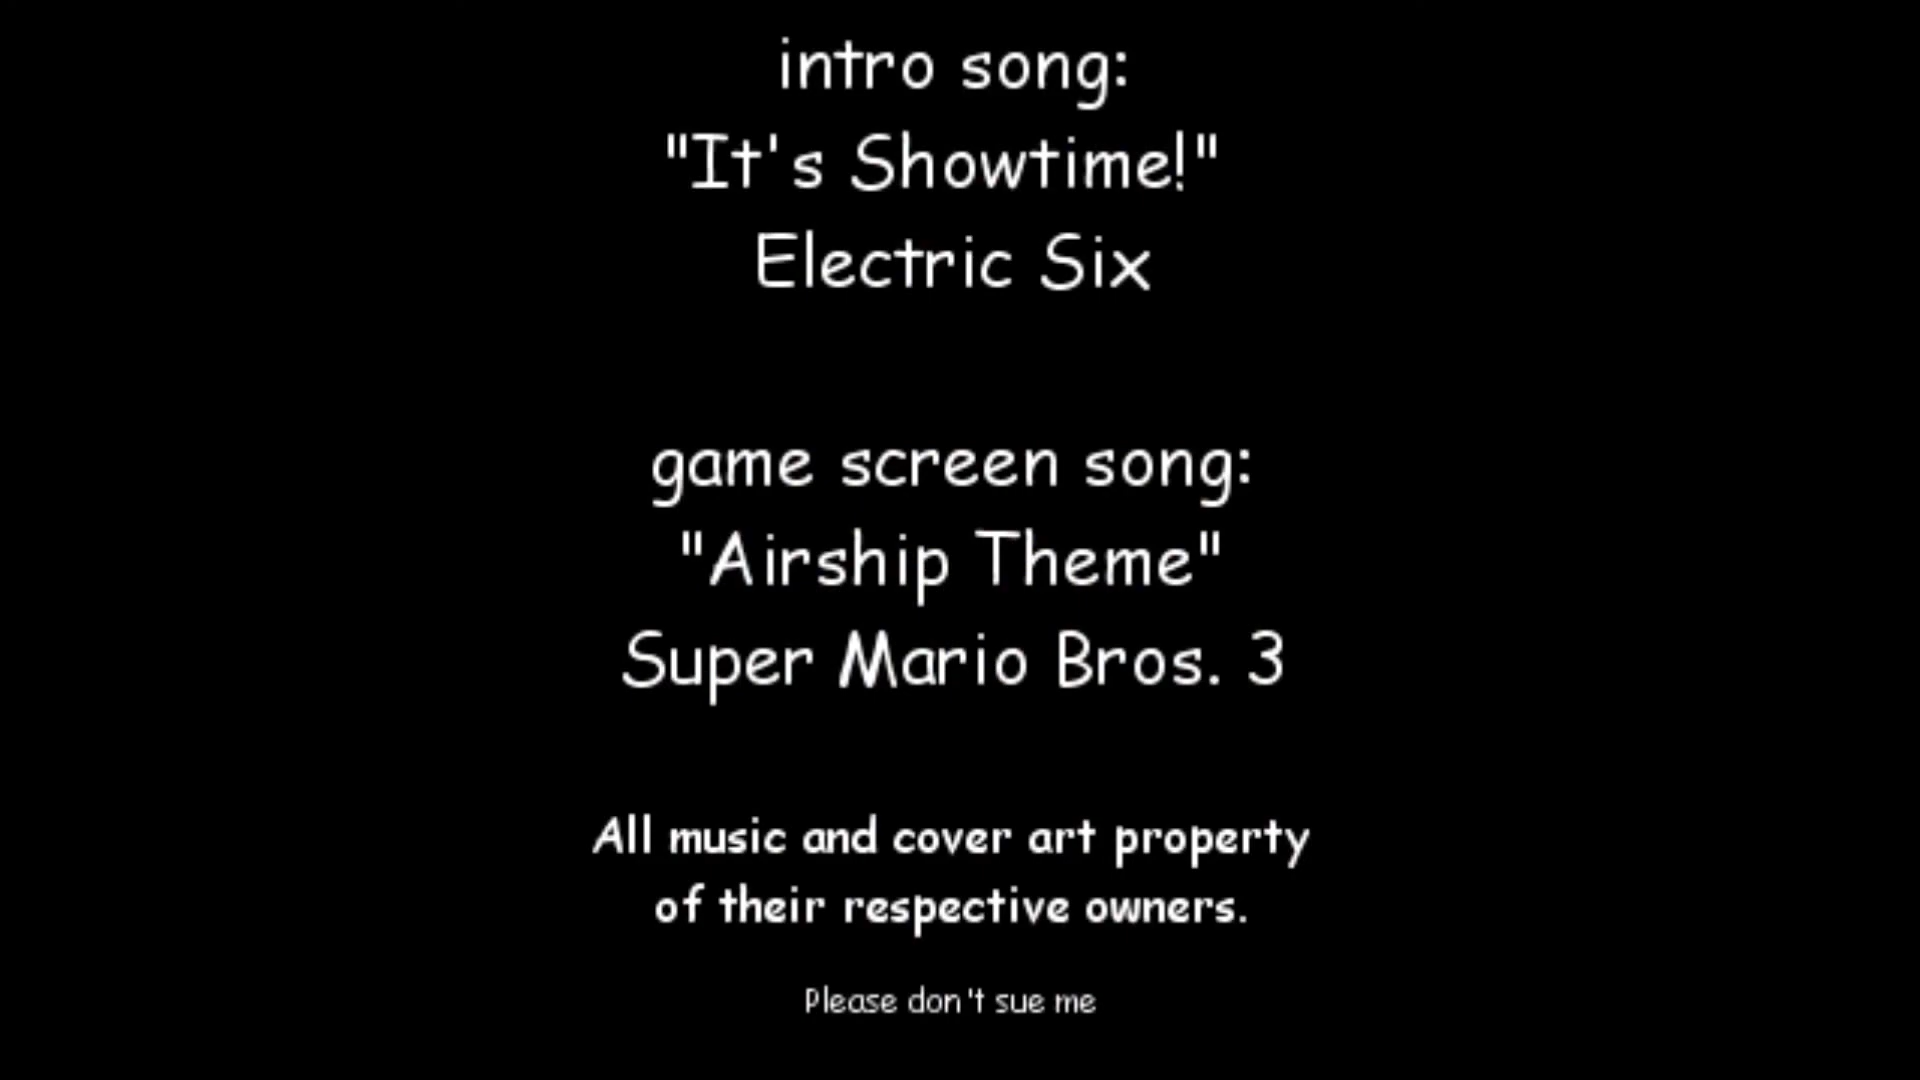 intro song:
"It's Showtime!"
Electric Six
game screen song:
"Airship Theme"
Super Mario Bros. 3
All music and cover art property
of their respective owners.
Please don't sue me